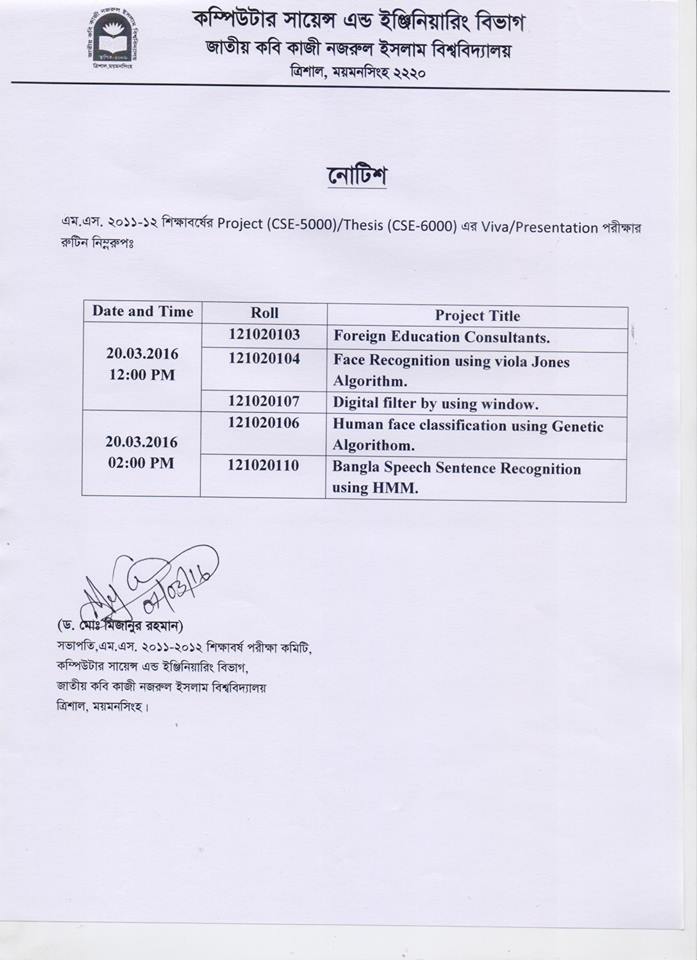 কম্পিউটার সায়েন্স এন্ড ইঞ্জিনিয়ারিং বিভাগ
জাতীয় কবি কাজী নজরুল ইসলাম বিশ্ববিদ্যালয়
ত্রিশাল, ময়মনসিংহ ২২২০
ত্রিশাল, ময়মনসিংহ
নোটিশ
এম.এস. ২০১১-১২ শিক্ষাবর্ষের Project (CSE-5000)/Thesis (CSE-6000) এর Viva/Presentation পরীক্ষার
রুটিন নিম্নরুপঃ
Date and Time Roll Project Title
20.03.2016
12:00 PM
121020103 Foreign Education Consultants.
121020104 Face Recognition using viola Jones
Algorithm.
121020107 Digital filter by using window.
20.03.2016
02:00 PM
121020106 Human face classification using Genetic
Algorithom.
121020110 Bangla Speech Sentence Recognition
using HMM.
(ড. মোঃ মিজানুর রহমান)
সভাপতি,এম.এস. ২০১১-২০১২ শিক্ষাবর্ষ পরীক্ষা কমিটি,
কম্পিউটার সায়েন্স এন্ড ইঞ্জিনিয়ারিং বিভাগ,
জাতীয় কবি কাজী নজরুল ইসলাম বিশ্ববিদ্যালয়
ত্রিশাল, ময়মনসিংহ।